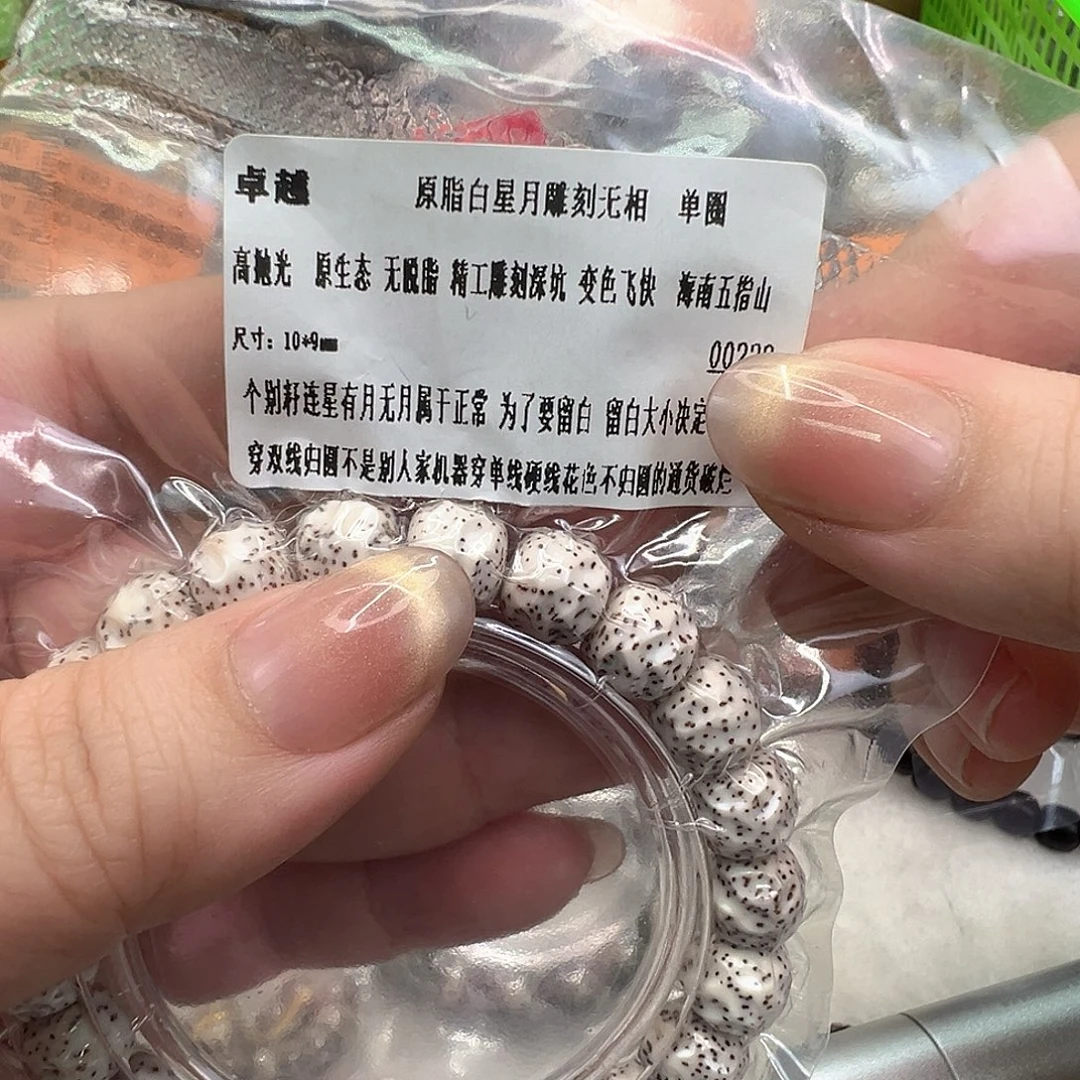 卓越 原脂白星月雕刻无相 单圈
高抛光 原生态 无脱脂 精工雕刻深坑 变色飞快 海南五指山
尺寸：10*9mm
个别籽连星有月无月属于正常 为了要留白 留白大小决定
穿双线归圆不是别人家机器穿单线硬线花色不归圆的通货破烂